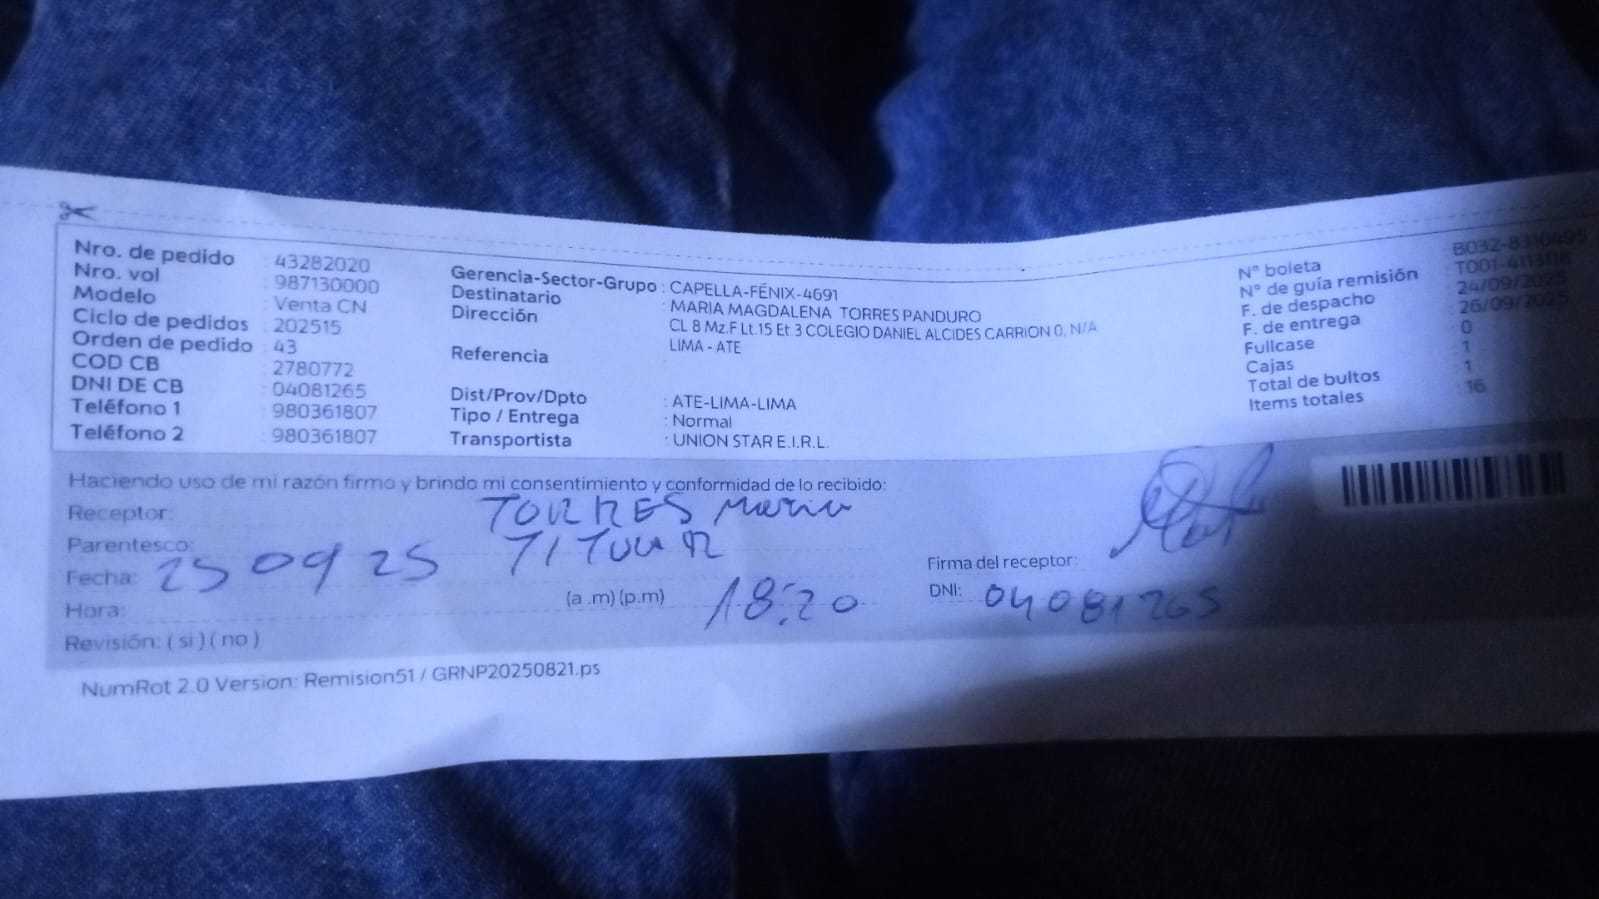 Nro. de pedido : 43282020
Nro. vol : 987130000
Modelo : Venta CN
Ciclo de pedidos : 202515
Orden de pedido : 43
COD CB : 2780772
DNI DE CB : 04081265
Teléfono 1 : 980361807
Teléfono 2 : 980361807
Gerencia-Sector-Grupo : CAPELLA-FÉNIX-4691
Destinatario : MARIA MAGDALENA TORRES PANDURO
Dirección : CL 8 Mz.F Lt.15 Et 3 COLEGIO DANIEL ALCIDES CARRION 0, N/A
LIMA - ATE
Referencia :
Dist/Prov/Dpto : ATE-LIMA-LIMA
Tipo / Entrega : Normal
Transportista : UNION STAR E.I.R.L.
N° boleta : B032-8310495
N° de guía remisión : T001-
F. de despacho : 24/09/2025
F. de entrega : 26/09/2025
Fullcase : 0
Cajas : 1
Total de bultos : 1
Items totales : 16
Haciendo uso de mi razón firmo y brindo mi consentimiento y conformidad de lo recibido:
Receptor: TORRES Maria
Parentesco: TITULAR
Fecha: 25 09 25
Hora: (a .m) (p.m) 18:20
Revisión: ( si ) ( no )
Firma del receptor:
DNI: 04081265
NumRot 2.0 Version: Remision51 / GRNP20250821.ps